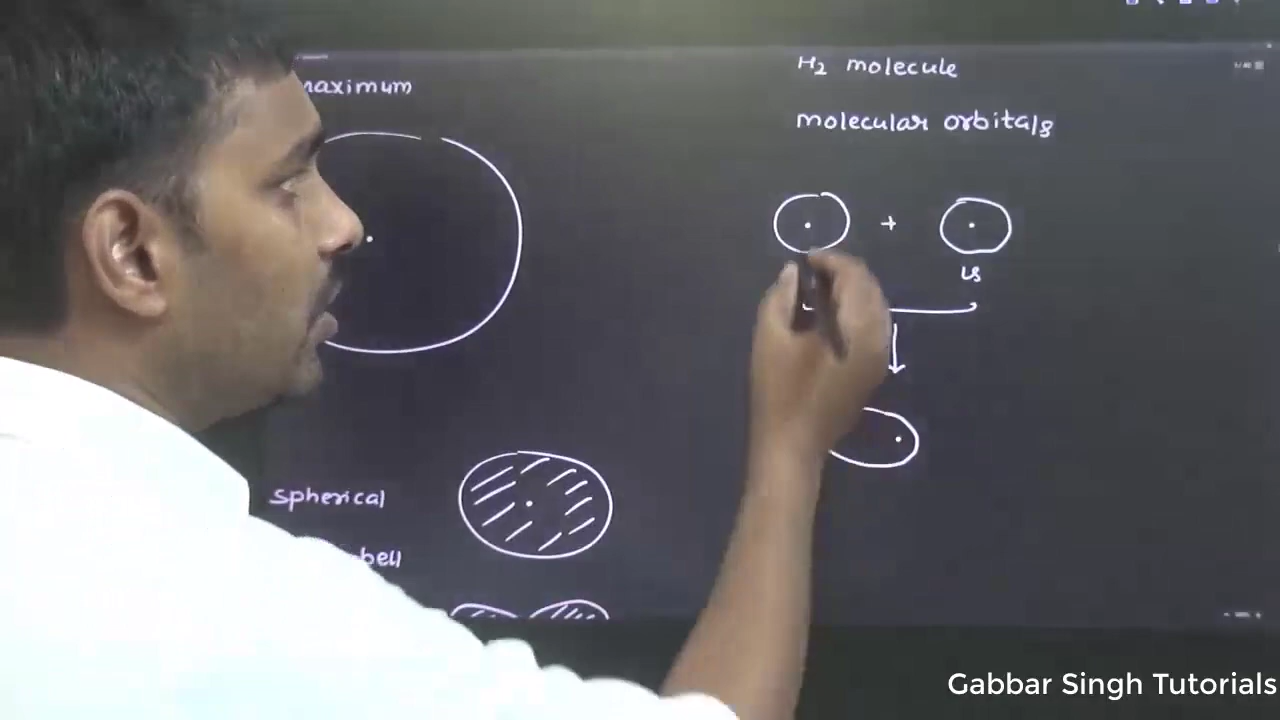 maximum
Spherical
bell
H2 molecule
molecular orbitals
+
1s
Gabbar Singh Tutorials